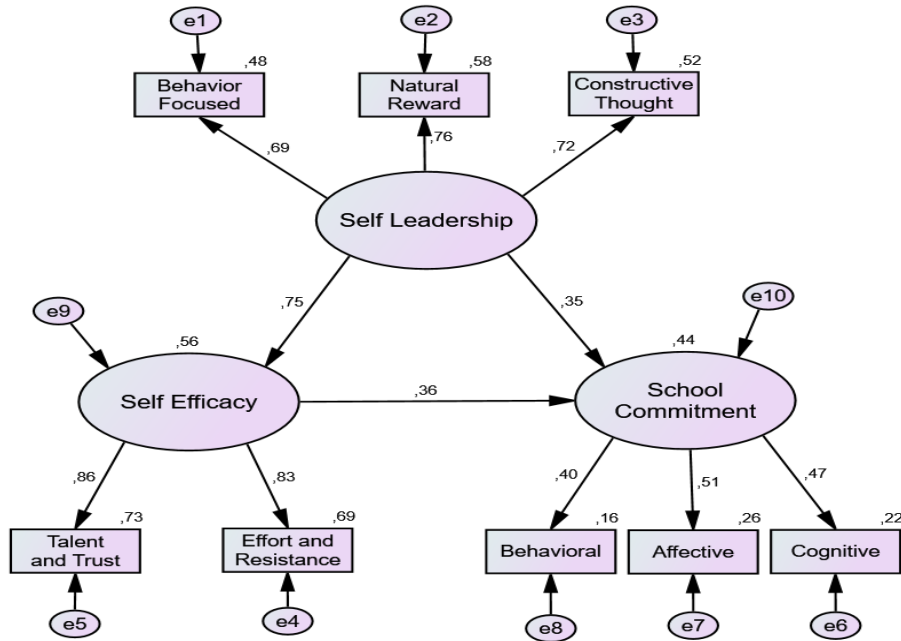 e1
e2
e3
,48
,58
,52
Behavior
Focused
Natural
Reward
Constructive
Thought
,69
,76
,72
Self Leadership
,75
,35
e9
e10
,56
,44
Self Efficacy
,36
School
Commitment
,86
,83
,40
,51
,47
,73
,69
,16
,26
,22
Talent
and Trust
Effort and
Resistance
Behavioral
Affective
Cognitive
e5
e4
e8
e7
e6